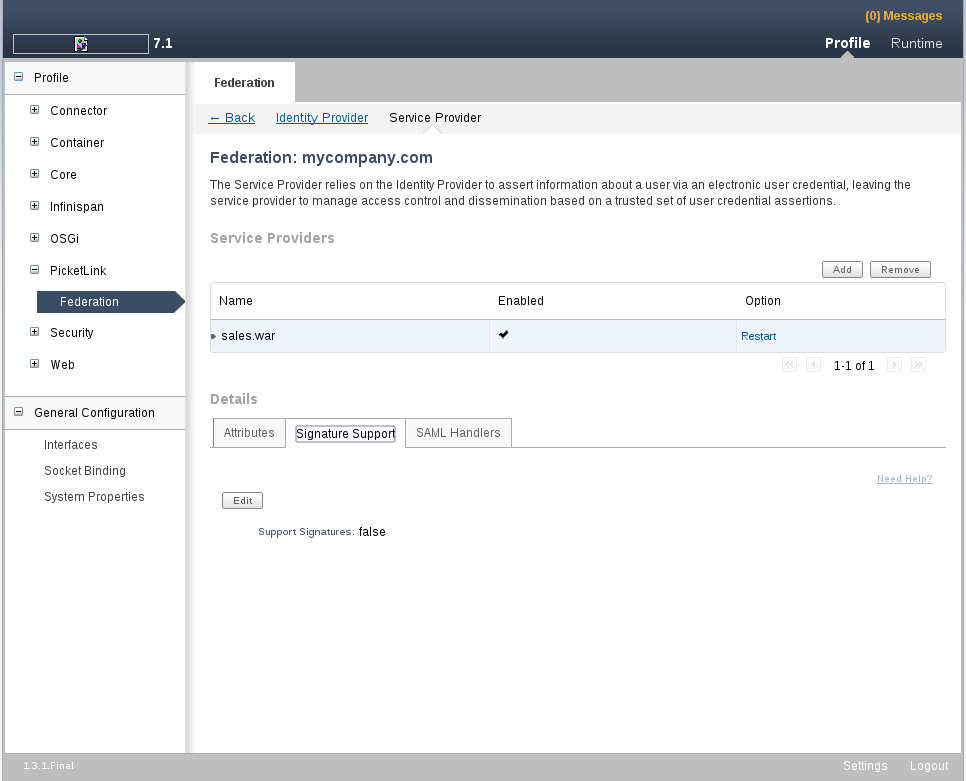 (0) Messages
7.1
Profile Runtime
Profile
Connector
Container
Core
Infinispan
OSGi
PicketLink
Federation
Security
Web
General Configuration
Interfaces
Socket Binding
System Properties
Federation
← Back Identity Provider Service Provider
Federation: mycompany.com
The Service Provider relies on the Identity Provider to assert information about a user via an electronic user credential, leaving the
service provider to manage access control and dissemination based on a trusted set of user credential assertions.
Service Providers
Add Remove
Name Enabled Option
sales.war Restart
1-1 of 1
Details
Attributes Signature Support SAML Handlers
Need Help?
Edit
Support Signatures: false
1.3.1.Final
Settings Logout